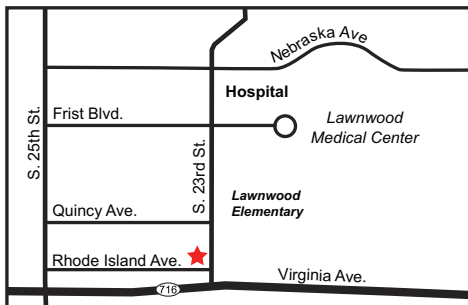 Nebraska Ave
Hospital
Frist Blvd.
Lawnwood
Medical Center
S. 25th St.
S. 23rd St.
Lawnwood
Elementary
Quincy Ave.
Rhode Island Ave.
716
Virginia Ave.